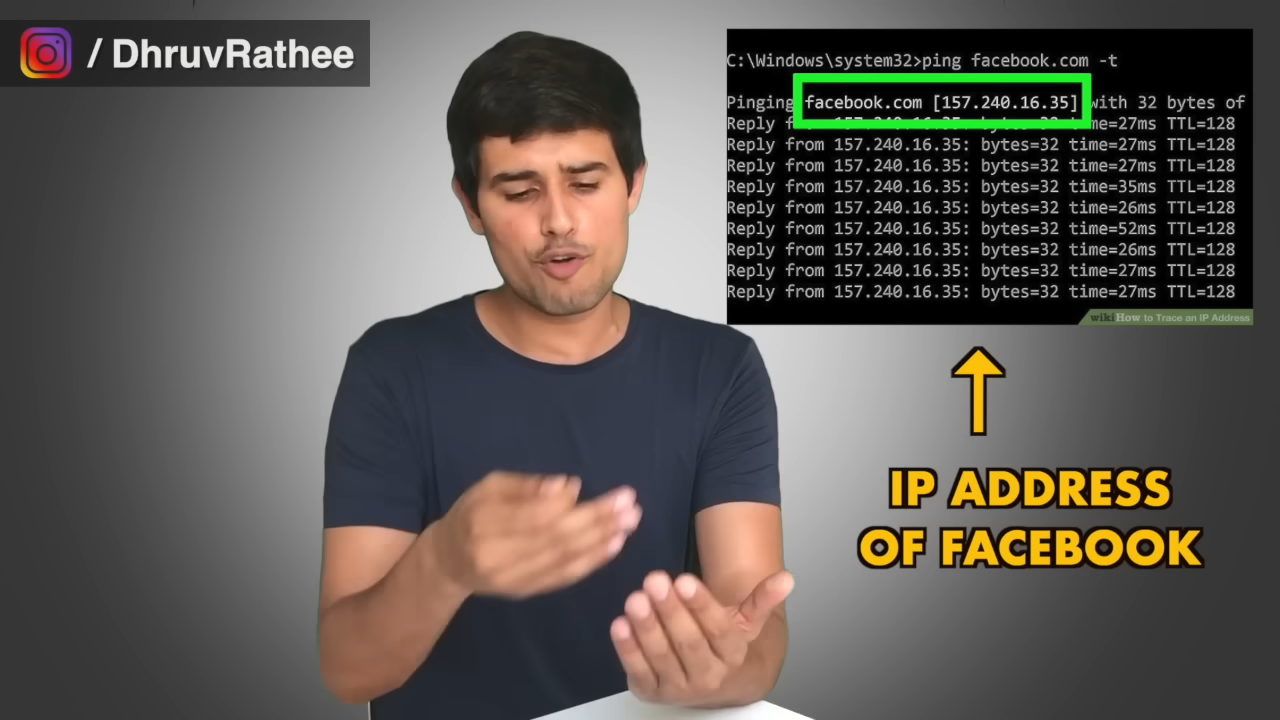 / DhruvRathee
C:\Windows\system32>ping facebook.com -t
Pinging facebook.com [157.240.16.35] with 32 bytes of
Reply from 157.240.16.35: bytes=32 time=27ms TTL=128
Reply from 157.240.16.35: bytes=32 time=27ms TTL=128
Reply from 157.240.16.35: bytes=32 time=27ms TTL=128
Reply from 157.240.16.35: bytes=32 time=35ms TTL=128
Reply from 157.240.16.35: bytes=32 time=26ms TTL=128
Reply from 157.240.16.35: bytes=32 time=52ms TTL=128
Reply from 157.240.16.35: bytes=32 time=26ms TTL=128
Reply from 157.240.16.35: bytes=32 time=27ms TTL=128
Reply from 157.240.16.35: bytes=32 time=27ms TTL=128
wikiHow to Trace an IP Address
IP ADDRESS
OF FACEBOOK